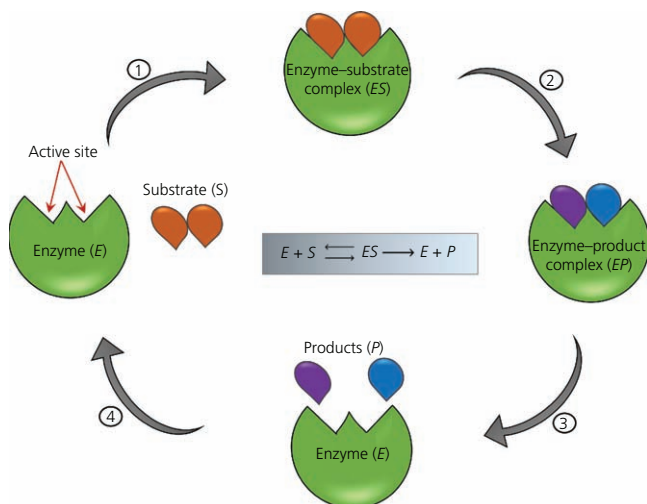 1
Enzyme–substrate
complex (ES)
2
Active site
Substrate (S)
Enzyme (E)
E + S ⇌ ES ⟶ E + P
Enzyme–product
complex (EP)
Products (P)
4
3
Enzyme (E)